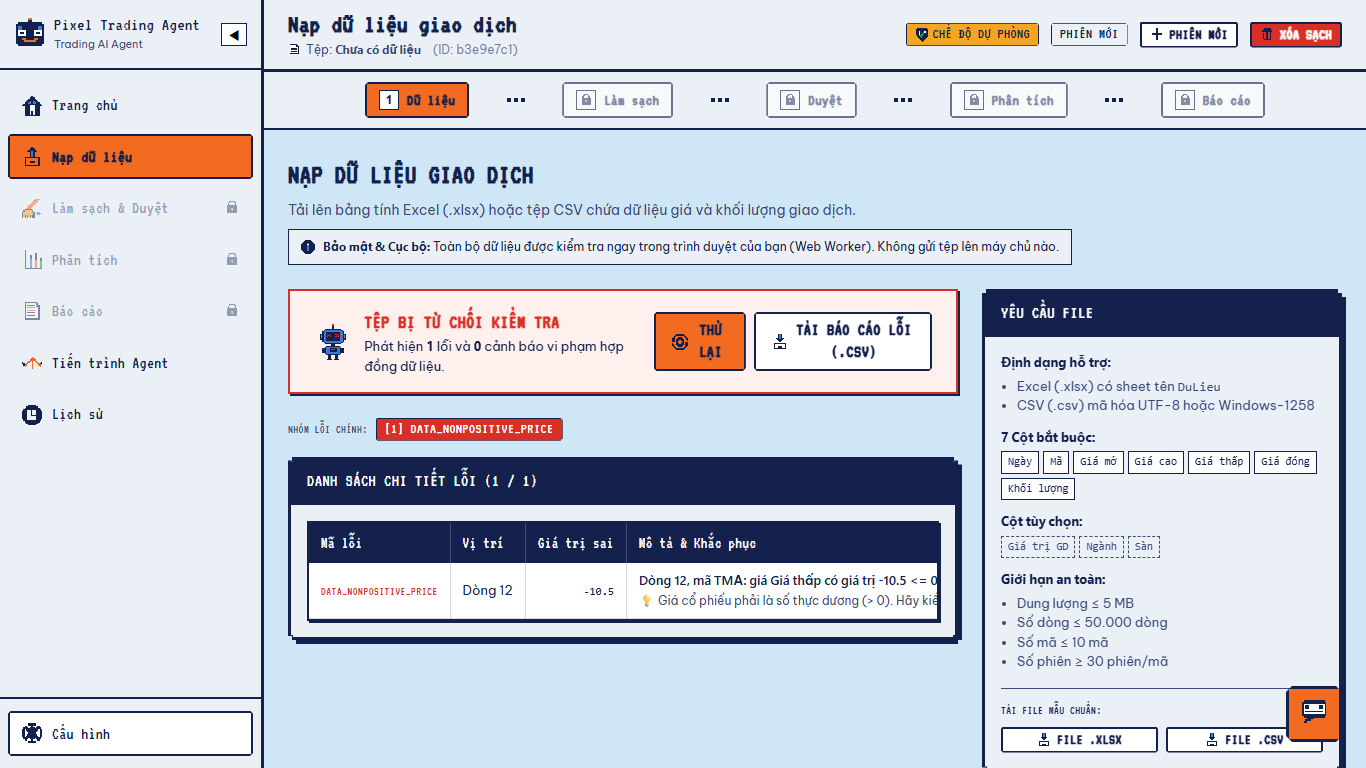 Pixel Trading Agent
Trading AI Agent
Trang chủ
Nạp dữ liệu
Làm sạch & Duyệt
Phân tích
Báo cáo
Tiến trình Agent
Lịch sử
Cấu hình
Nạp dữ liệu giao dịch
Tệp: Chưa có dữ liệu (ID: b3e9e7c1)
CHẾ ĐỘ DỰ PHÒNG
PHIÊN MỚI
PHIÊN MỚI
XÓA SẠCH
1 Dữ liệu
Làm sạch
Duyệt
Phân tích
Báo cáo
NẠP DỮ LIỆU GIAO DỊCH
Tải lên bảng tính Excel (.xlsx) hoặc tệp CSV chứa dữ liệu giá và khối lượng giao dịch.
Bảo mật & Cục bộ: Toàn bộ dữ liệu được kiểm tra ngay trong trình duyệt của bạn (Web Worker). Không gửi tệp lên máy chủ nào.
TỆP BỊ TỪ CHỐI KIỂM TRA
Phát hiện 1 lỗi và 0 cảnh báo vi phạm hợp
đồng dữ liệu.
THỬ
LẠI
TẢI BÁO CÁO LỖI
(.CSV)
NHÓM LỖI CHÍNH:
[1] DATA_NONPOSITIVE_PRICE
DANH SÁCH CHI TIẾT LỖI (1 / 1)
Mã lỗi
Vị trí
Giá trị sai
Mô tả & Khắc phục
DATA_NONPOSITIVE_PRICE
Dòng 12
-10.5
Dòng 12, mã TMA: giá Giá thấp có giá trị -10.5 <= 0
Giá cổ phiếu phải là số thực dương (> 0). Hãy kiể
YÊU CẦU FILE
Định dạng hỗ trợ:
Excel (.xlsx) có sheet tên DuLieu
CSV (.csv) mã hóa UTF-8 hoặc Windows-1258
7 Cột bắt buộc:
Ngày
Mã
Giá mở
Giá cao
Giá thấp
Giá đóng
Khối lượng
Cột tùy chọn:
Giá trị GD
Ngành
Sàn
Giới hạn an toàn:
Dung lượng ≤ 5 MB
Số dòng ≤ 50.000 dòng
Số mã ≤ 10 mã
Số phiên ≥ 30 phiên/mã
TẢI FILE MẪU CHUẨN:
FILE .XLSX
FILE .CSV